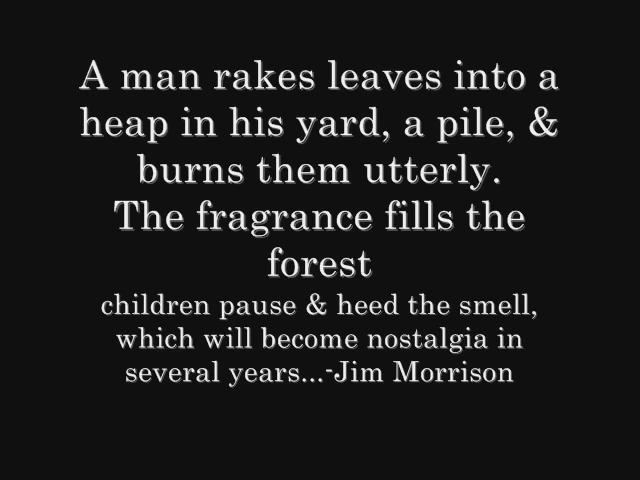 A man rakes leaves into a
heap in his yard, a pile, &
burns them utterly.
The fragrance fills the
forest
children pause & heed the smell,
which will become nostalgia in
several years...-Jim Morrison